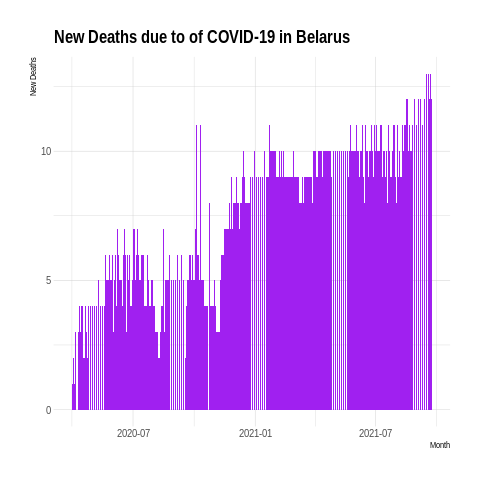 New Deaths due to of COVID-19 in Belarus
New Deaths
10
5
0
2020-07
2021-01
2021-07
Month